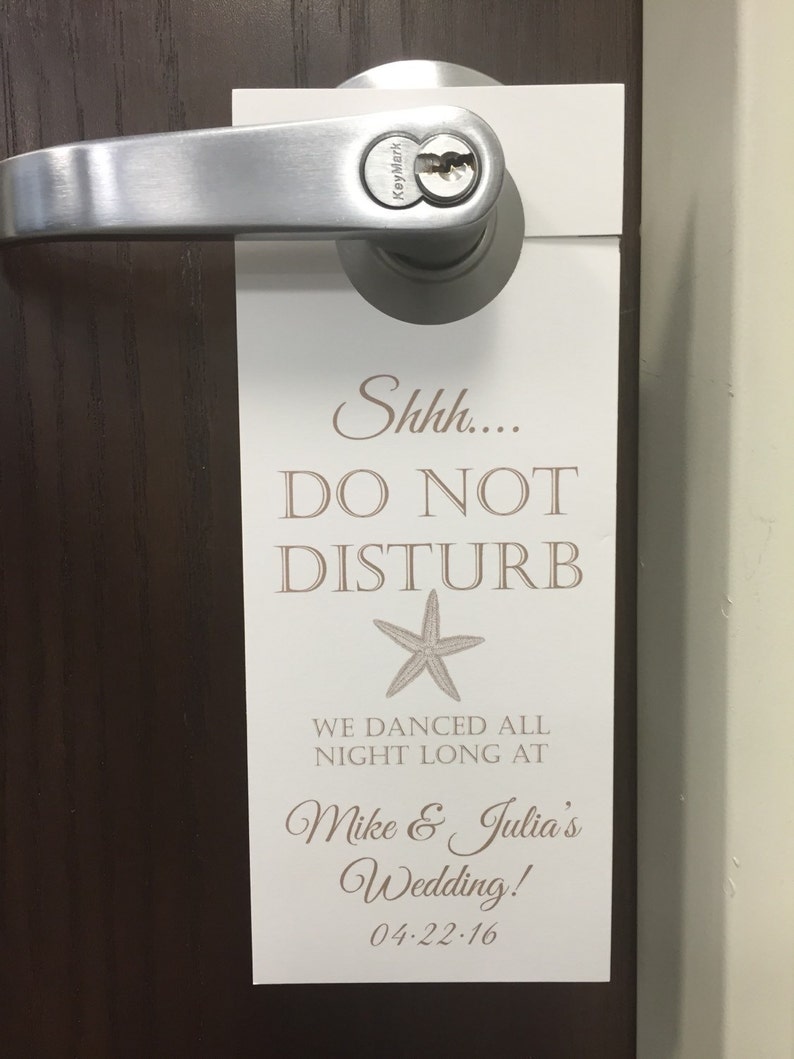 KeyMark
Shhh....
DO NOT
DISTURB
WE DANCED ALL
NIGHT LONG AT
Mike & Julia's
Wedding!
04·22·16